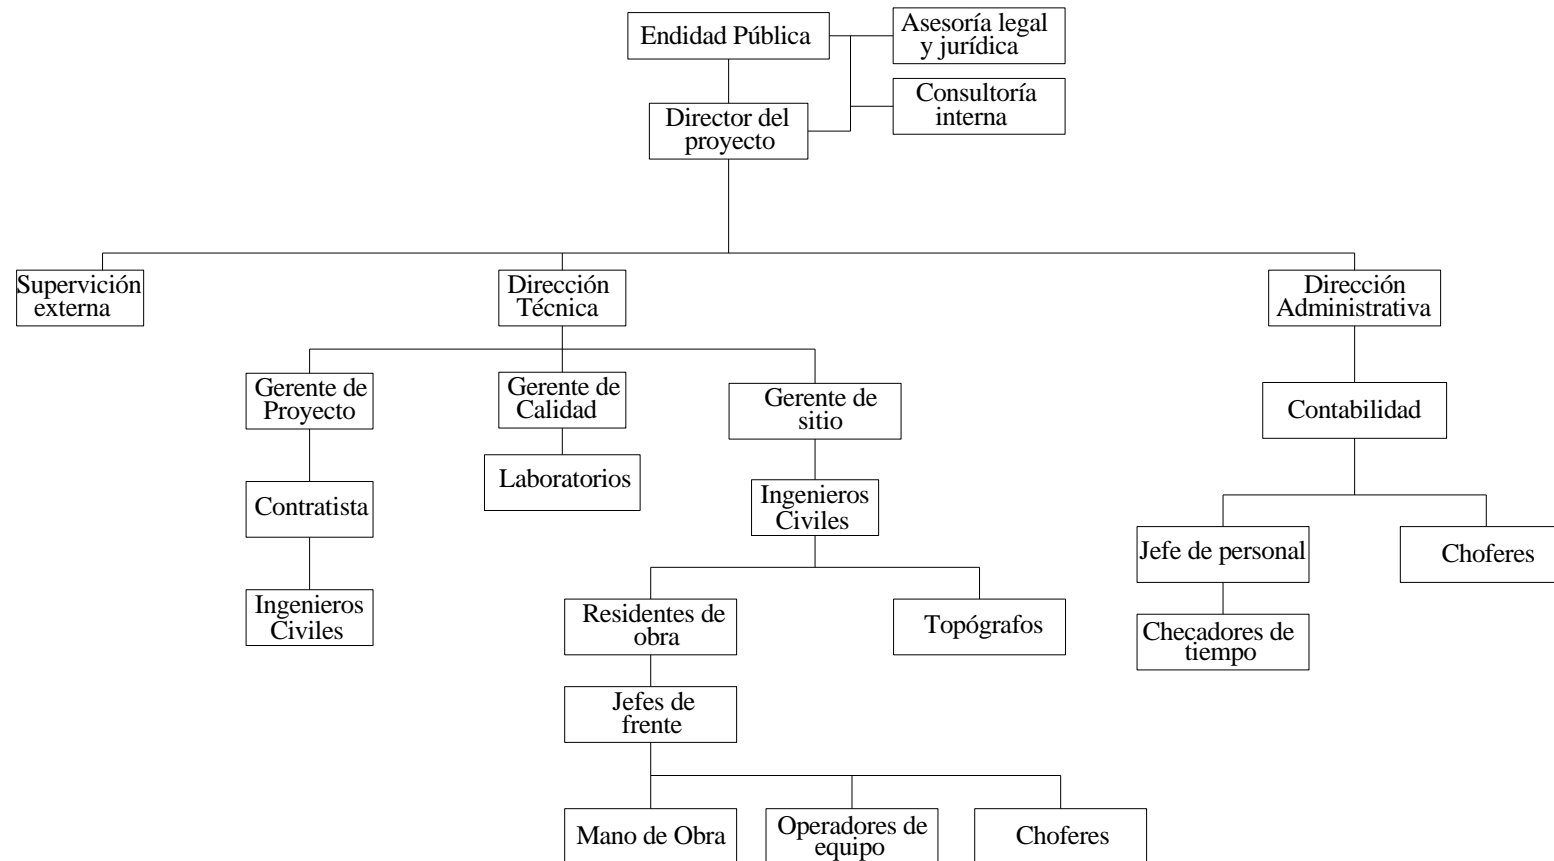 Endidad Pública
Asesoría legal
y jurídica
Consultoría
interna
Director del
proyecto
Supervición
externa
Dirección
Técnica
Dirección
Administrativa
Gerente de
Proyecto
Gerente de
Calidad
Gerente de
sitio
Contabilidad
Contratista
Laboratorios
Ingenieros
Civiles
Jefe de personal
Choferes
Ingenieros
Civiles
Residentes de
obra
Topógrafos
Checadores de
tiempo
Jefes de
frente
Mano de Obra
Operadores de
equipo
Choferes